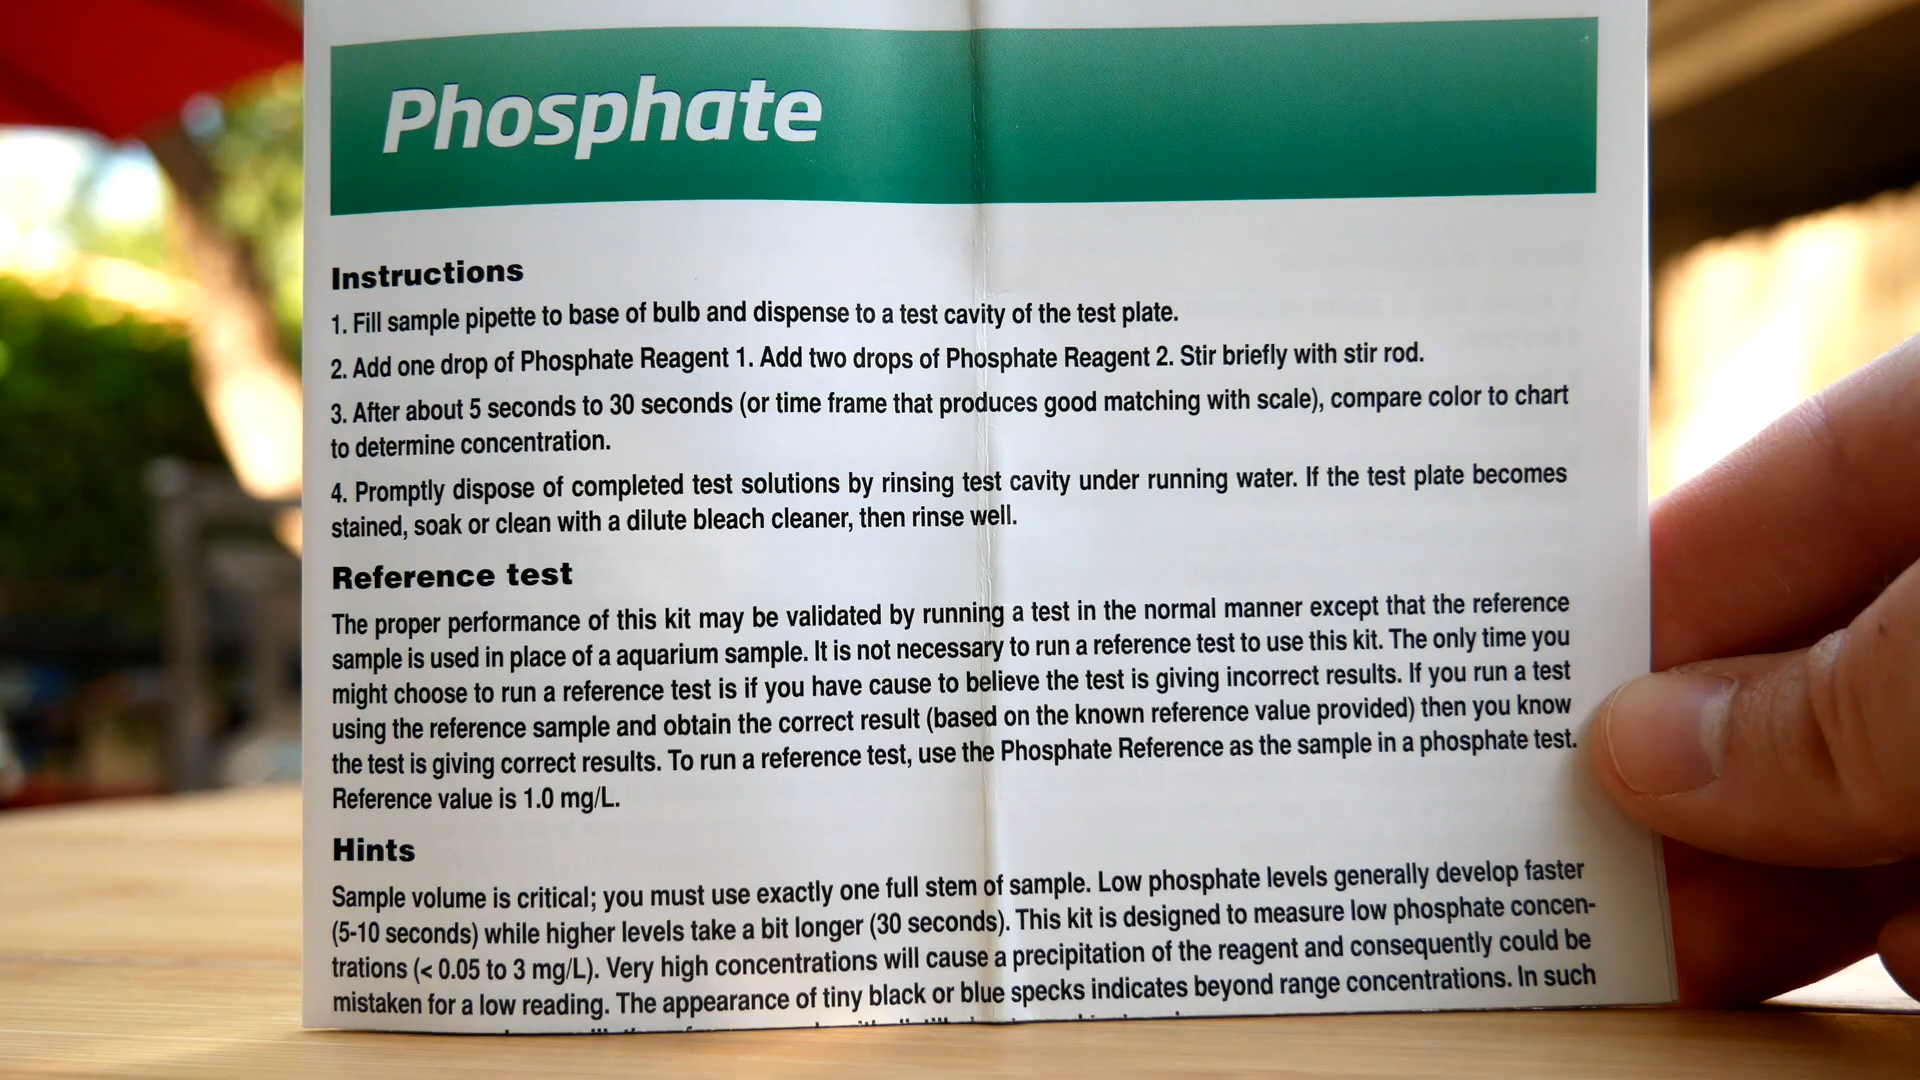 Phosphate
Instructions
1. Fill sample pipette to base of bulb and dispense to a test cavity of the test plate.
2. Add one drop of Phosphate Reagent 1. Add two drops of Phosphate Reagent 2. Stir briefly with stir rod.
3. After about 5 seconds to 30 seconds (or time frame that produces good matching with scale), compare color to chart
to determine concentration.
4. Promptly dispose of completed test solutions by rinsing test cavity under running water. If the test plate becomes
stained, soak or clean with a dilute bleach cleaner, then rinse well.
Reference test
The proper performance of this kit may be validated by running a test in the normal manner except that the reference
sample is used in place of a aquarium sample. It is not necessary to run a reference test to use this kit. The only time you
might choose to run a reference test is if you have cause to believe the test is giving incorrect results. If you run a test
using the reference sample and obtain the correct result (based on the known reference value provided) then you know
the test is giving correct results. To run a reference test, use the Phosphate Reference as the sample in a phosphate test.
Reference value is 1.0 mg/L.
Hints
Sample volume is critical; you must use exactly one full stem of sample. Low phosphate levels generally develop faster
(5-10 seconds) while higher levels take a bit longer (30 seconds). This kit is designed to measure low phosphate concen-
trations (< 0.05 to 3 mg/L). Very high concentrations will cause a precipitation of the reagent and consequently could be
mistaken for a low reading. The appearance of tiny black or blue specks indicates beyond range concentrations. In such